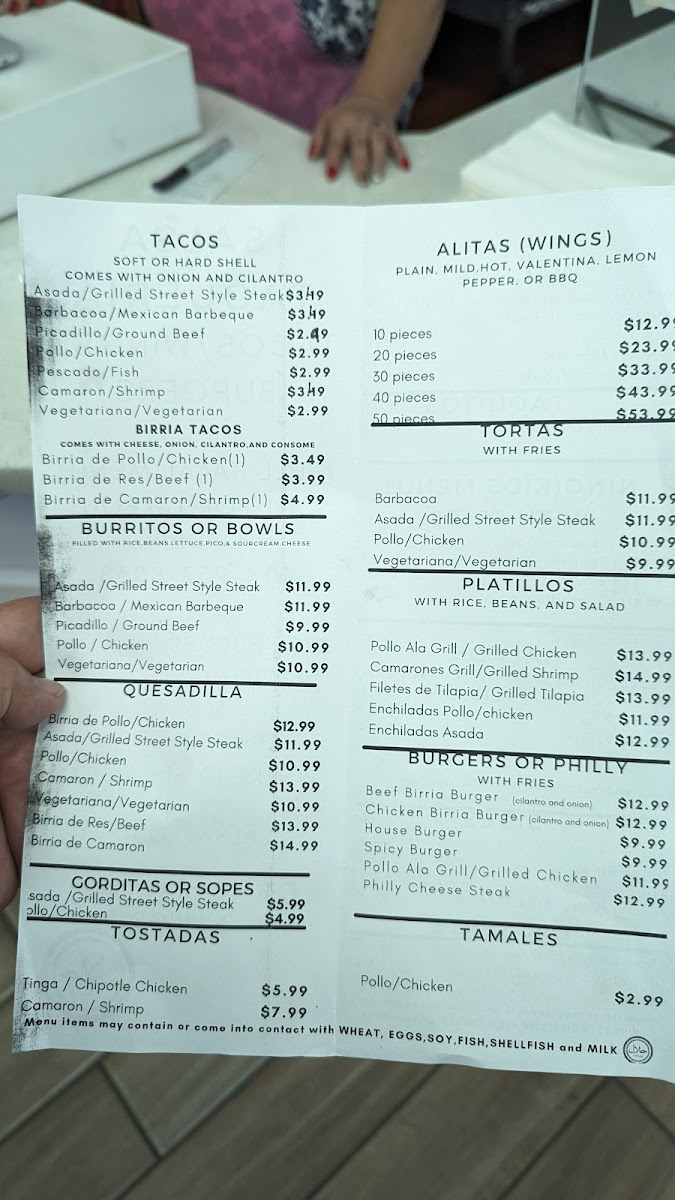 TACOS
SOFT OR HARD SHELL
COMES WITH ONION AND CILANTRO
Asada/Grilled Street Style Steak $3.49
Barbacoa/Mexican Barbeque $3.49
Picadillo/Ground Beef $2.99
Pollo/Chicken $2.99
Pescado/Fish $2.99
Camaron/Shrimp $3.49
Vegetariana/Vegetarian $2.99
BIRRIA TACOS
COMES WITH CHEESE, ONION, CILANTRO,AND CONSOME
Birria de Pollo/Chicken(1) $3.49
Birria de Res/Beef (1) $3.99
Birria de Camaron/Shrimp(1) $4.99
BURRITOS OR BOWLS
FILLED WITH RICE,BEANS,LETTUCE,PICO,& SOURCREAM,CHEESE
Asada /Grilled Street Style Steak $11.99
Barbacoa / Mexican Barbeque $11.99
Picadillo / Ground Beef $9.99
Pollo / Chicken $10.99
Vegetariana/Vegetarian $10.99
QUESADILLA
Birria de Pollo/Chicken $12.99
Asada/Grilled Street Style Steak $11.99
Pollo/Chicken $10.99
Camaron / Shrimp $13.99
Vegetariana/Vegetarian $10.99
Birria de Res/Beef $13.99
Birria de Camaron $14.99
GORDITAS OR SOPES
sada /Grilled Street Style Steak $5.99
ollo/Chicken $4.99
TOSTADAS
Tinga / Chipotle Chicken $5.99
Camaron / Shrimp $7.99
ALITAS (WINGS)
PLAIN, MILD,HOT, VALENTINA, LEMON
PEPPER, OR BBQ
10 pieces $12.99
20 pieces $23.99
30 pieces $33.99
40 pieces $43.99
50 pieces $53.99
TORTAS
WITH FRIES
Barbacoa $11.99
Asada /Grilled Street Style Steak $11.99
Pollo/Chicken $10.99
Vegetariana/Vegetarian $9.99
PLATILLOS
WITH RICE, BEANS, AND SALAD
Pollo Ala Grill / Grilled Chicken $13.99
Camarones Grill/Grilled Shrimp $14.99
Filetes de Tilapia/ Grilled Tilapia $13.99
Enchiladas Pollo/chicken $11.99
Enchiladas Asada $12.99
BURGERS OR PHILLY
WITH FRIES
Beef Birria Burger (cilantro and onion) $12.99
Chicken Birria Burger (cilantro and onion) $12.99
House Burger $9.99
Spicy Burger $9.99
Pollo Ala Grill/Grilled Chicken $11.99
Philly Cheese Steak $12.99
TAMALES
Pollo/Chicken $2.99
Menu items may contain or come into contact with WHEAT, EGGS,SOY,FISH,SHELLFISH and MILK
حلال